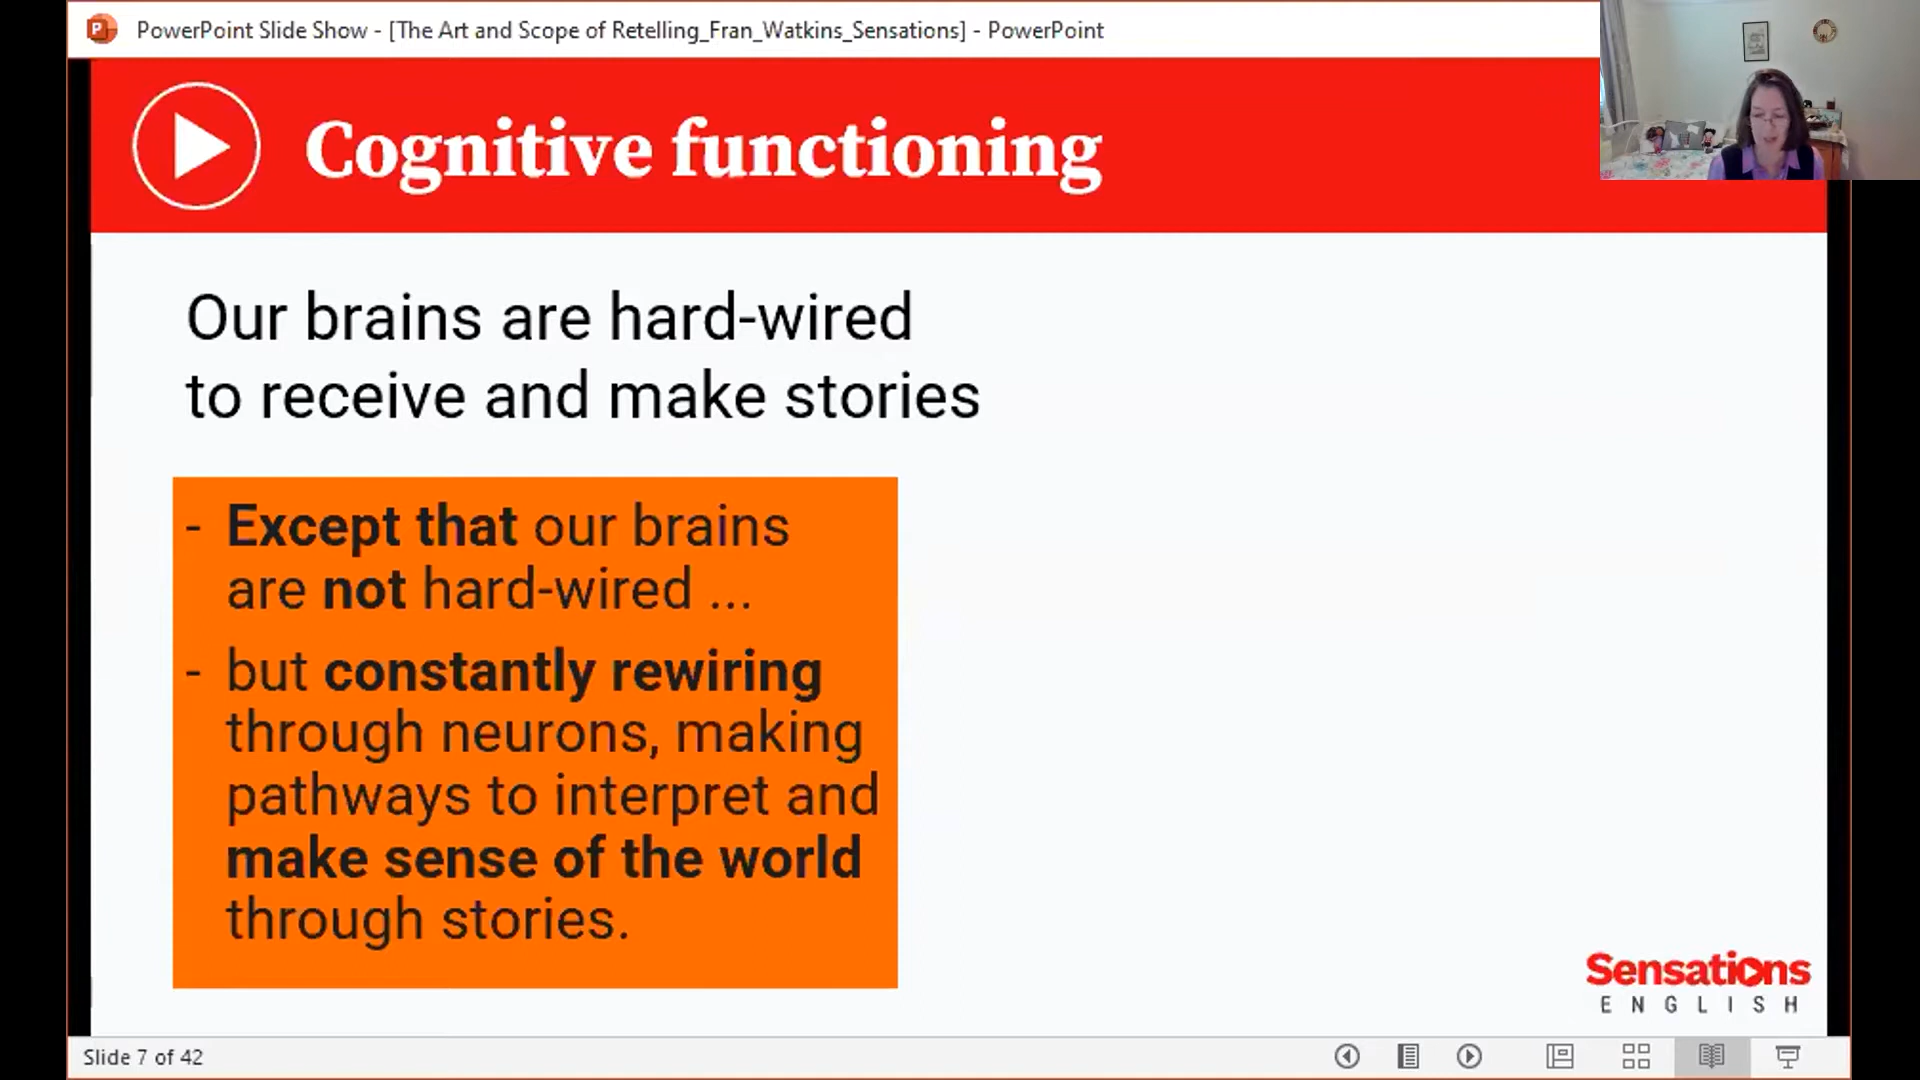 PowerPoint Slide Show - [The Art and Scope of Retelling_Fran_Watkins_Sensations] - PowerPoint
Cognitive functioning
Our brains are hard-wired
to receive and make stories
- Except that our brains
are not hard-wired ...
- but constantly rewiring
through neurons, making
pathways to interpret and
make sense of the world
through stories.
Sensations
ENGLISH
Slide 7 of 42